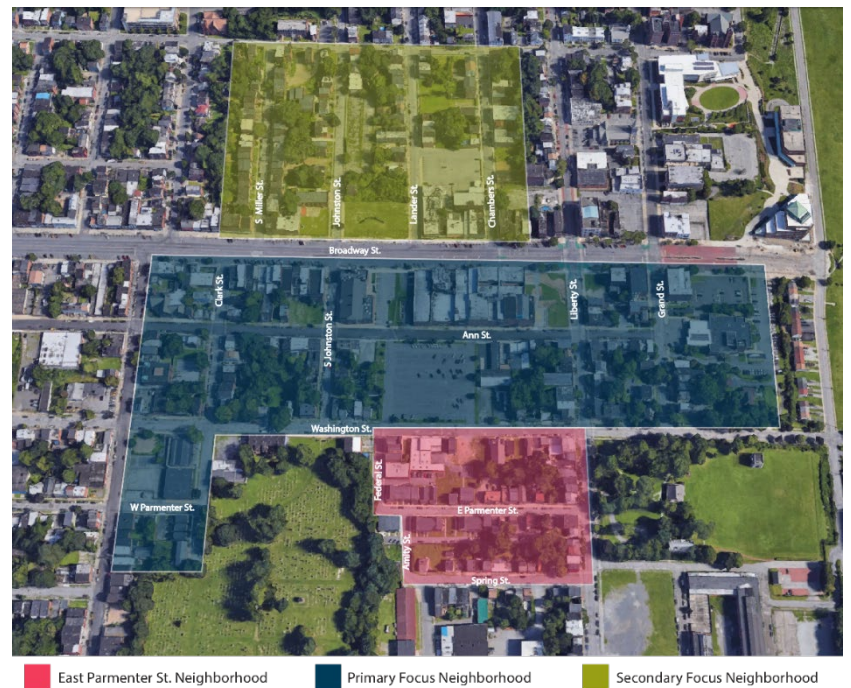 S Miller St.
Johnston St.
Lander St.
Chambers St.
Broadway St.
Clark St.
S Johnston St.
Liberty St.
Grand St.
Ann St.
Washington St.
Federal St.
W Parmenter St.
E Parmenter St.
Amity St.
Spring St.
East Parmenter St. Neighborhood
Primary Focus Neighborhood
Secondary Focus Neighborhood